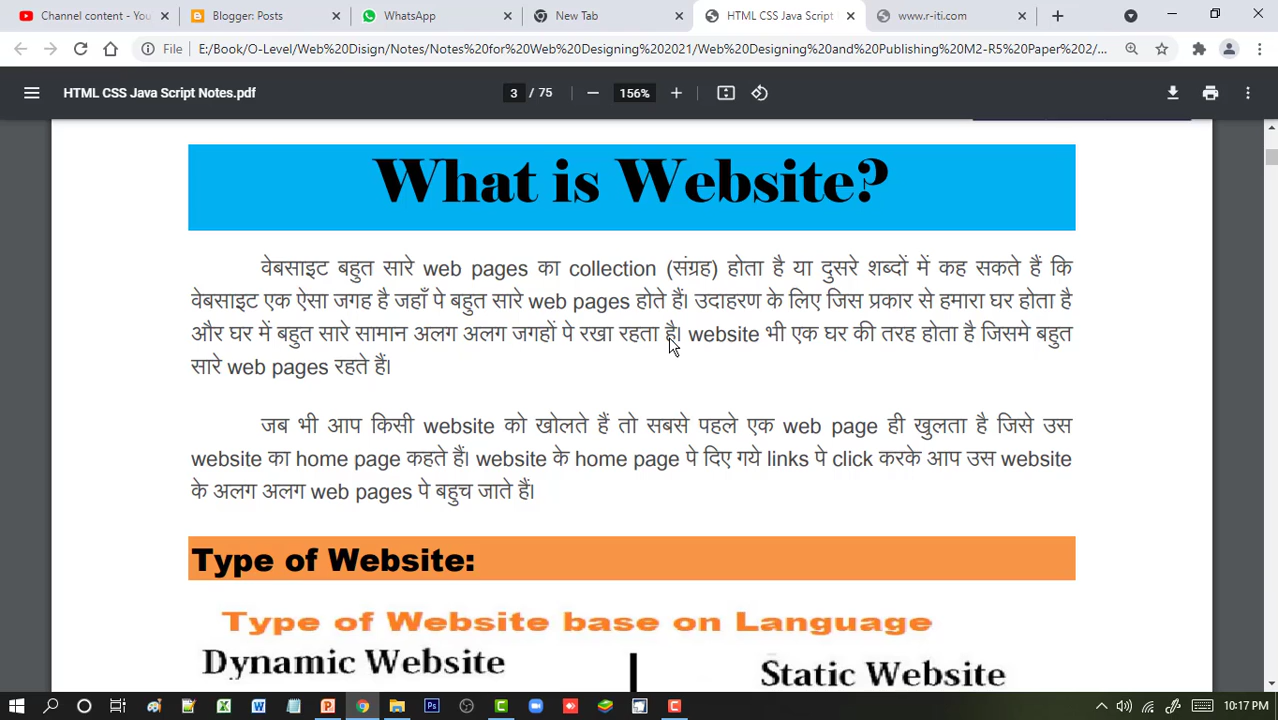 Channel content - You
Blogger: Posts
WhatsApp
New Tab
HTML CSS Java Script
www.r-iti.com
File
E:/Book/O-Level/Web%20Disign/Notes/Notes%20for%20Web%20Designing%202021/Web%20Designing%20and%20Publishing%20M2-R5%20Paper%202/...
HTML CSS Java Script Notes.pdf
3 / 75
156%
What is Website?
वेबसाइट बहुत सारे web pages का collection (संग्रह) होता है या दुसरे शब्दों में कह सकते हैं कि
वेबसाइट एक ऐसा जगह है जहाँ पे बहुत सारे web pages होते हैं। उदाहरण के लिए जिस प्रकार से हमारा घर होता है
और घर में बहुत सारे सामान अलग अलग जगहों पे रखा रहता है। website भी एक घर की तरह होता है जिसमे बहुत
सारे web pages रहते हैं।
जब भी आप किसी website को खोलते हैं तो सबसे पहले एक web page ही खुलता है जिसे उस
website का home page कहते हैं। website के home page पे दिए गये links पे click करके आप उस website
के अलग अलग web pages पे बहुच जाते हैं।
Type of Website:
Type of Website base on Language
Dynamic Website
Static Website
10:17 PM